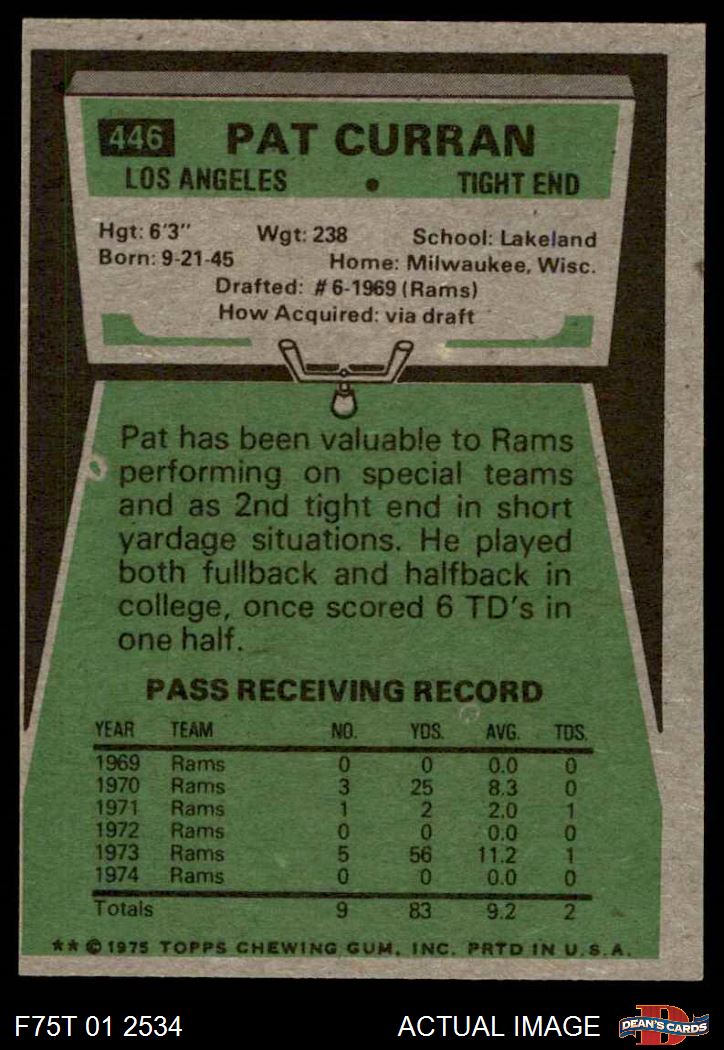 446 PAT CURRAN
LOS ANGELES • TIGHT END
Hgt: 6'3" Wgt: 238 School: Lakeland
Born: 9-21-45 Home: Milwaukee, Wisc.
Drafted: #6-1969 (Rams)
How Acquired: via draft
Pat has been valuable to Rams
performing on special teams
and as 2nd tight end in short
yardage situations. He played
both fullback and halfback in
college, once scored 6 TD's in
one half.
PASS RECEIVING RECORD
YEAR TEAM NO. YDS. AVG. TDS.
1969 Rams 0 0 0.0 0
1970 Rams 3 25 8.3 0
1971 Rams 1 2 2.0 1
1972 Rams 0 0 0.0 0
1973 Rams 5 56 11.2 1
1974 Rams 0 0 0.0 0
Totals 9 83 9.2 2
** © 1975 TOPPS CHEWING GUM, INC. PRTD IN U.S.A.
F75T 01 2534 ACTUAL IMAGE D DEAN'S CARDS